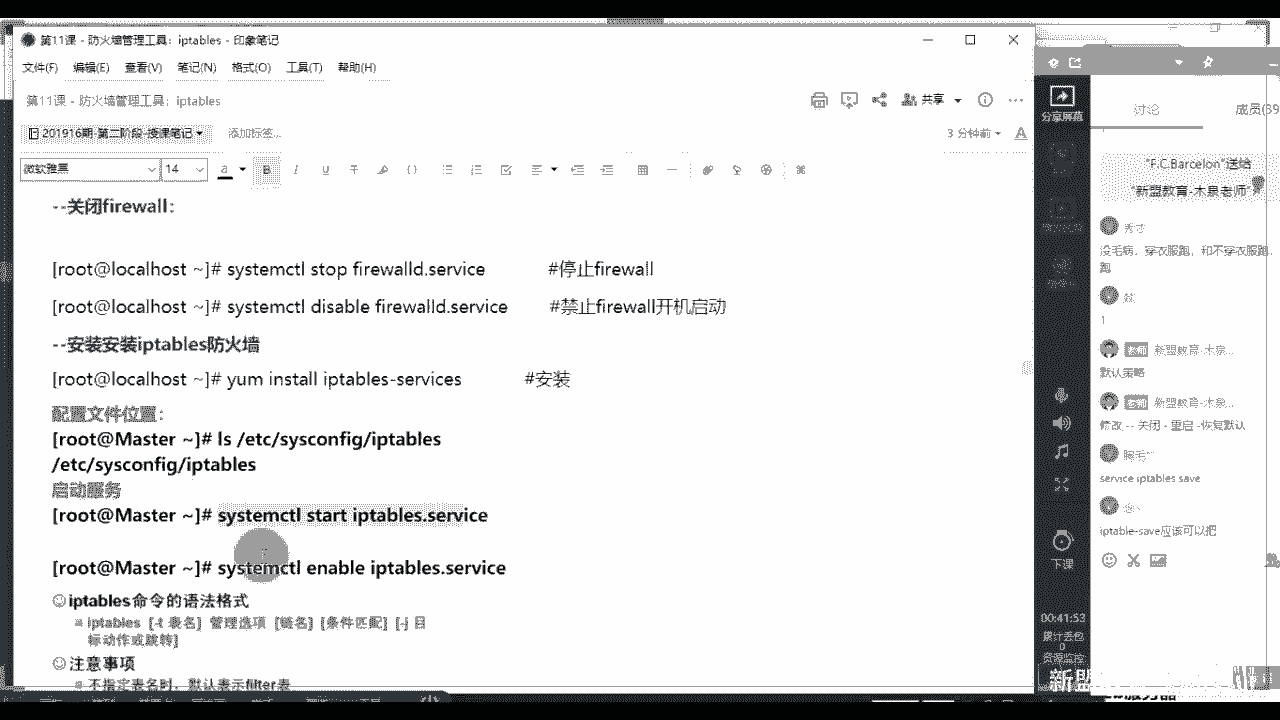 第11课 - 防火墙管理工具：iptables - 印象笔记
文件(F) 编辑(E) 查看(V) 笔记(N) 格式(O) 工具(T) 帮助(H)
第11课 - 防火墙管理工具：iptables
共享
201916期-第二阶段-授课笔记
添加标签...
3 分钟前
微软雅黑
14
--关闭firewall：
[root@localhost ~]# systemctl stop firewalld.service #停止firewall
[root@localhost ~]# systemctl disable firewalld.service #禁止firewall开机启动
--安装安装iptables防火墙
[root@localhost ~]# yum install iptables-services #安装
配置文件位置：
[root@Master ~]# ls /etc/sysconfig/iptables
/etc/sysconfig/iptables
启动服务
[root@Master ~]# systemctl start iptables.service
[root@Master ~]# systemctl enable iptables.service
iptables命令的语法格式
iptables [-t 表名] 管理选项 [链名] [条件匹配] [-j 目
标动作或跳转]
注意事项
不指定表名时，默认表示filter表
分享屏幕
下课
00:41:53
累计丢包
0
资源监控
讨论
成员(39
"F.C.Barcelon"送给
"新盟教育-木泉老师"
秀才
没毛病，穿衣服跑，和不穿衣服跑
1
老师 新盟教育-木泉...
默认策略
老师 新盟教育-木泉...
修改 -- 关闭 - 重启 -恢复默认
service iptables save
iptable-save应该可以把
新盟